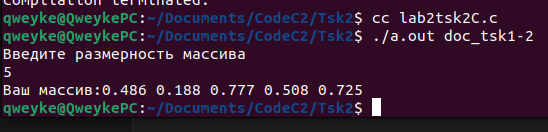 compilation terminated.
qweyke@QweykePC:~/Documents/CodeC2/Tsk2$ cc lab2tsk2C.c
qweyke@QweykePC:~/Documents/CodeC2/Tsk2$ ./a.out doc_tsk1-2
Введите размерность массива
5
Ваш массив:0.486 0.188 0.777 0.508 0.725
qweyke@QweykePC:~/Documents/CodeC2/Tsk2$